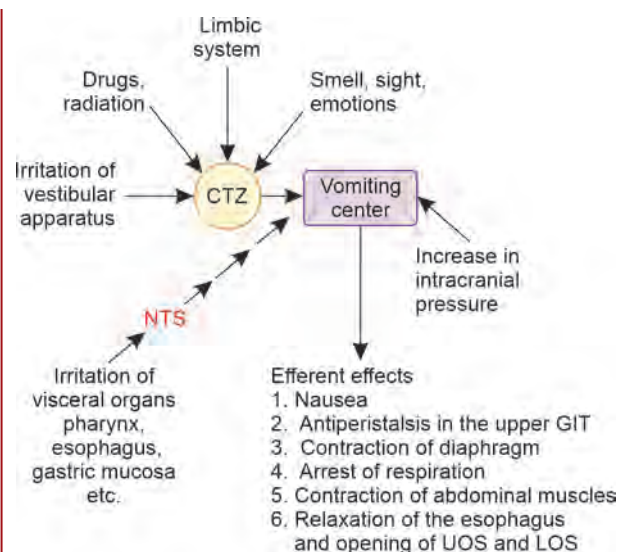 Limbic
system
Drugs,
radiation
Smell, sight,
emotions
Irritation of
vestibular
apparatus
CTZ
Vomiting
center
Increase in
intracranial
pressure
NTS
Irritation of
visceral organs
pharynx,
esophagus,
gastric mucosa
etc.
Efferent effects
1. Nausea
2. Antiperistalsis in the upper GIT
3. Contraction of diaphragm
4. Arrest of respiration
5. Contraction of abdominal muscles
6. Relaxation of the esophagus
and opening of UOS and LOS